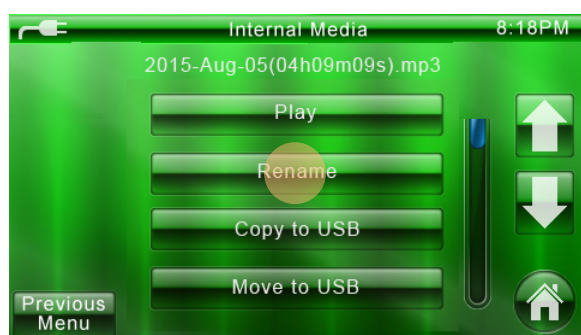 Internal Media 8:18PM
2015-Aug-05(04h09m09s).mp3
Play
Rename
Copy to USB
Move to USB
Previous
Menu